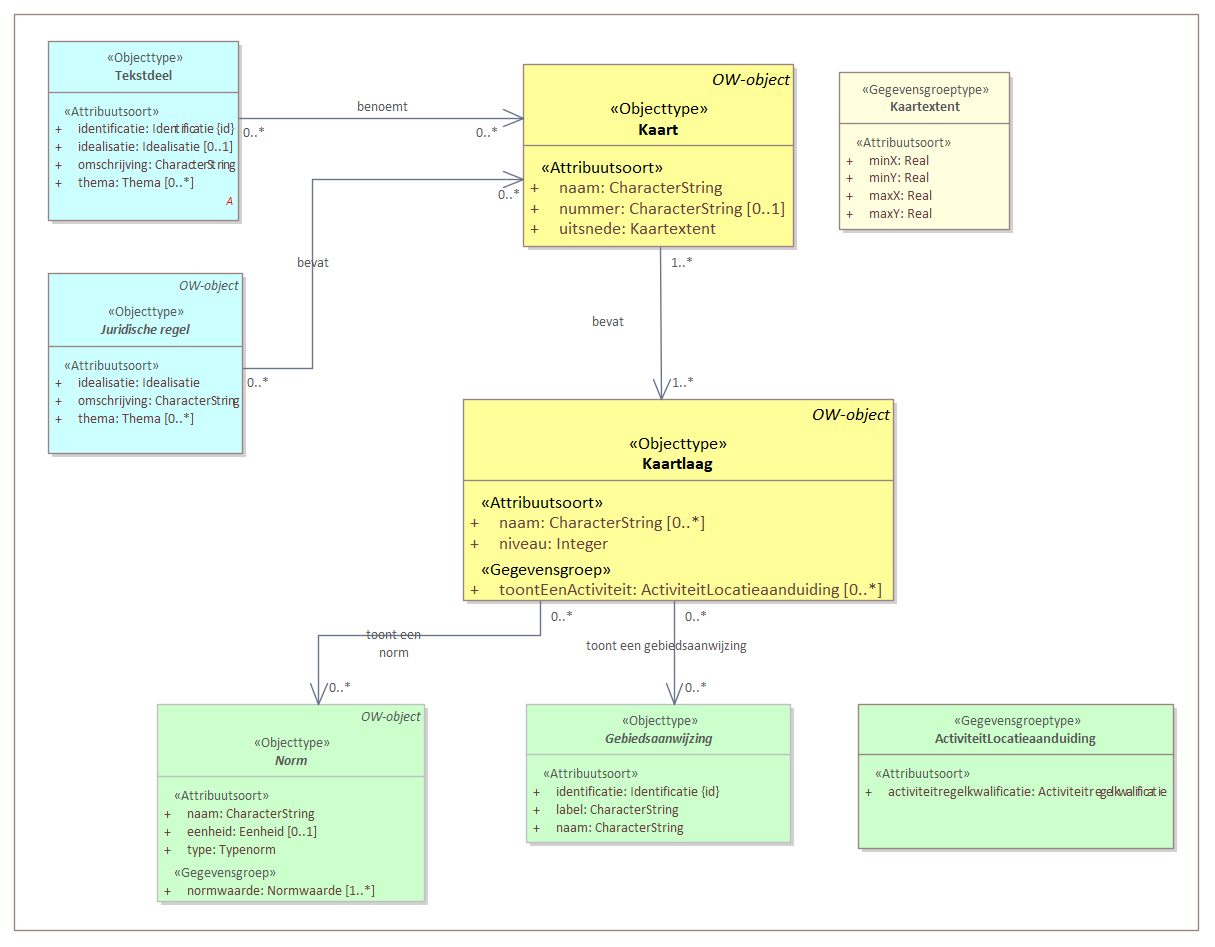 «Objecttype»
Tekstdeel
«Attribuutsoort»
+ identificatie: Identificatie {id}
+ idealisatie: Idealisatie [0..1]
+ omschrijving: CharacterString
+ thema: Thema [0..*]
A
benoemt
0..*
0..*
OW-object
«Objecttype»
Kaart
«Attribuutsoort»
+ naam: CharacterString
+ nummer: CharacterString [0..1]
+ uitsnede: Kaartextent
«Gegevensgroeptype»
Kaartextent
«Attribuutsoort»
+ minX: Real
+ minY: Real
+ maxX: Real
+ maxY: Real
0..*
bevat
OW-object
«Objecttype»
Juridische regel
«Attribuutsoort»
+ idealisatie: Idealisatie
+ omschrijving: CharacterString
+ thema: Thema [0..*]
0..*
1..*
bevat
1..*
OW-object
«Objecttype»
Kaartlaag
«Attribuutsoort»
+ naam: CharacterString [0..*]
+ niveau: Integer
«Gegevensgroep»
+ toontEenActiviteit: ActiviteitLocatieaanduiding [0..*]
0..*
0..*
toont een
norm
toont een gebiedsaanwijzing
0..*
0..*
OW-object
«Objecttype»
Norm
«Attribuutsoort»
+ naam: CharacterString
+ eenheid: Eenheid [0..1]
+ type: Typenorm
«Gegevensgroep»
+ normwaarde: Normwaarde [1..*]
«Objecttype»
Gebiedsaanwijzing
«Attribuutsoort»
+ identificatie: Identificatie {id}
+ label: CharacterString
+ naam: CharacterString
«Gegevensgroeptype»
ActiviteitLocatieaanduiding
«Attribuutsoort»
+ activiteitregelkwalificatie: Activiteitregelkwalificatie